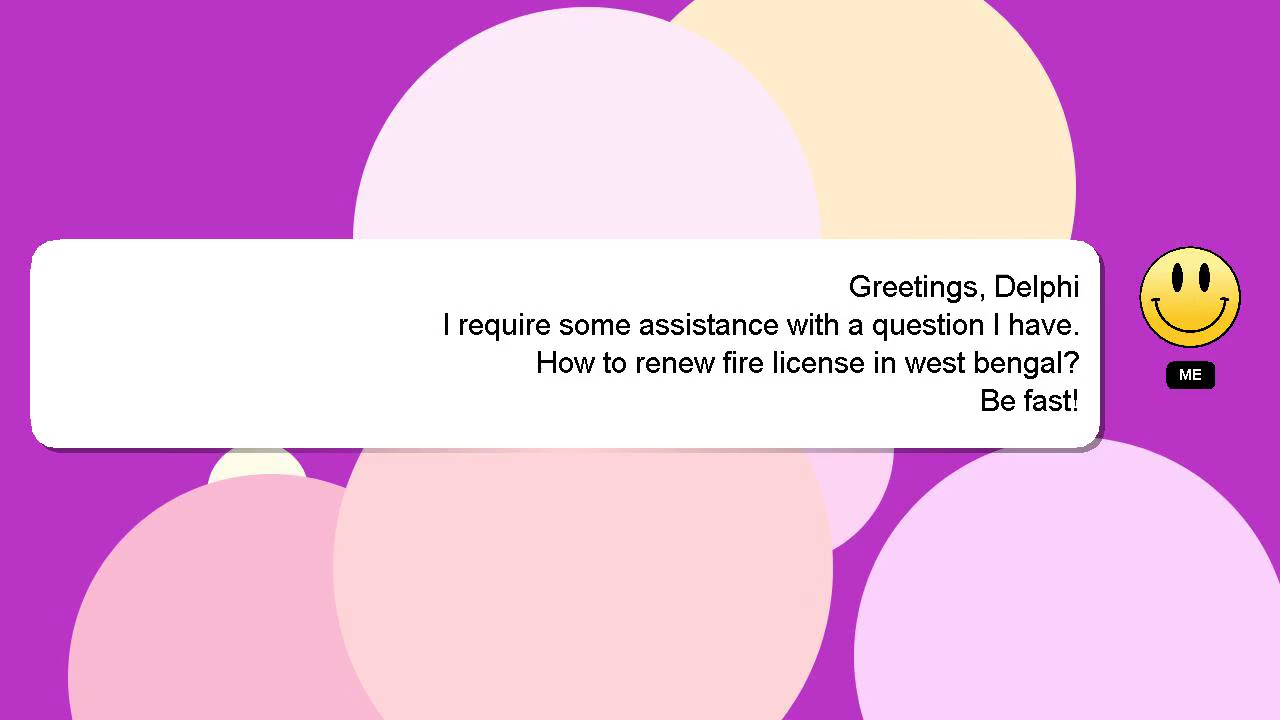 Greetings, Delphi
I require some assistance with a question I have.
How to renew fire license in west bengal?
Be fast!
ME